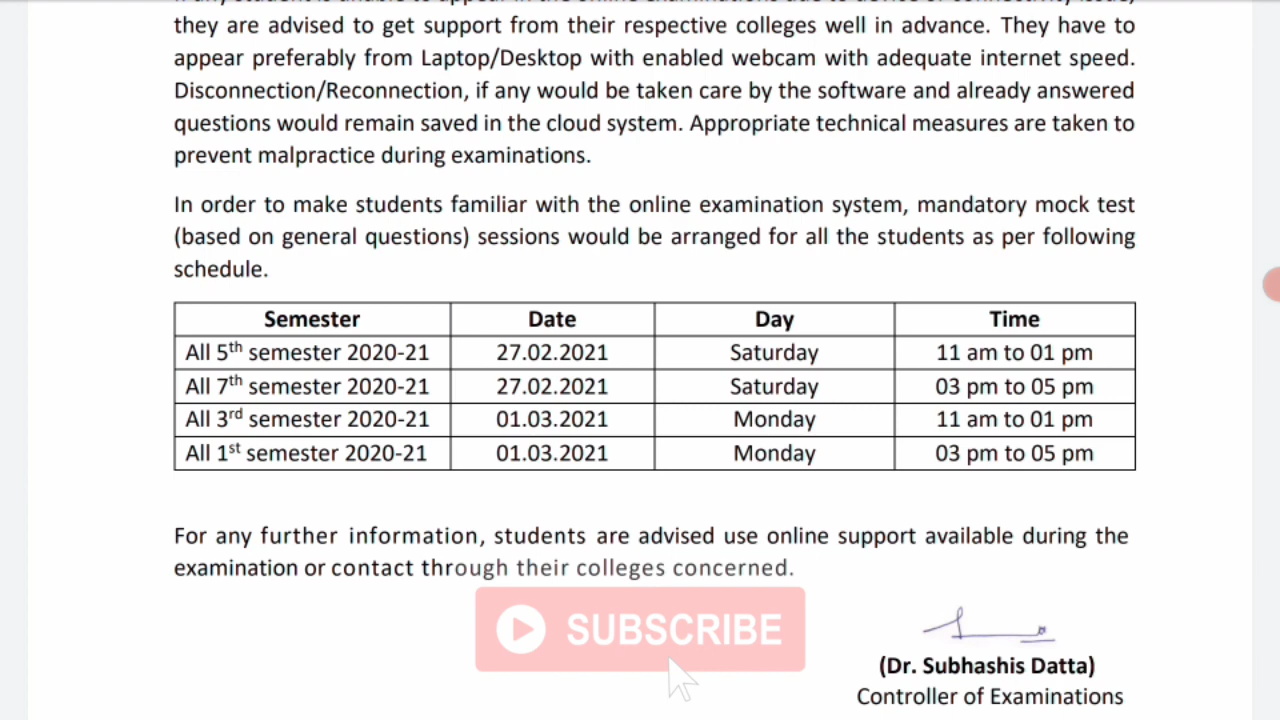 they are advised to get support from their respective colleges well in advance. They have to
appear preferably from Laptop/Desktop with enabled webcam with adequate internet speed.
Disconnection/Reconnection, if any would be taken care by the software and already answered
questions would remain saved in the cloud system. Appropriate technical measures are taken to
prevent malpractice during examinations.
In order to make students familiar with the online examination system, mandatory mock test
(based on general questions) sessions would be arranged for all the students as per following
schedule.
Semester Date Day Time
All 5th semester 2020-21 27.02.2021 Saturday 11 am to 01 pm
All 7th semester 2020-21 27.02.2021 Saturday 03 pm to 05 pm
All 3rd semester 2020-21 01.03.2021 Monday 11 am to 01 pm
All 1st semester 2020-21 01.03.2021 Monday 03 pm to 05 pm
For any further information, students are advised use online support available during the
examination or contact through their colleges concerned.
SUBSCRIBE
(Dr. Subhashis Datta)
Controller of Examinations